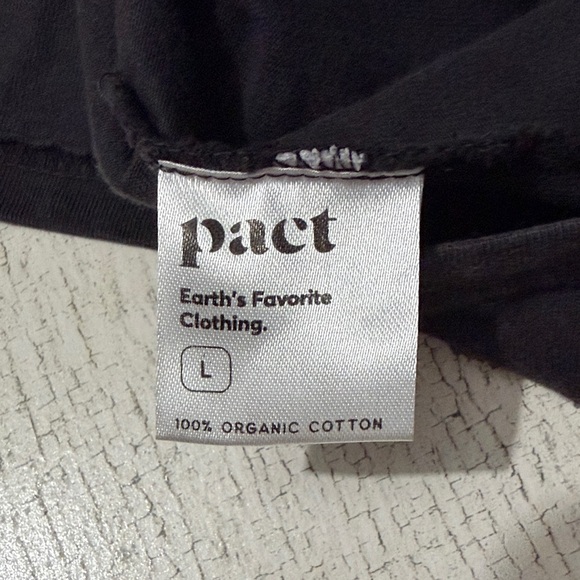 pact
Earth's Favorite
Clothing.
L
100% ORGANIC COTTON